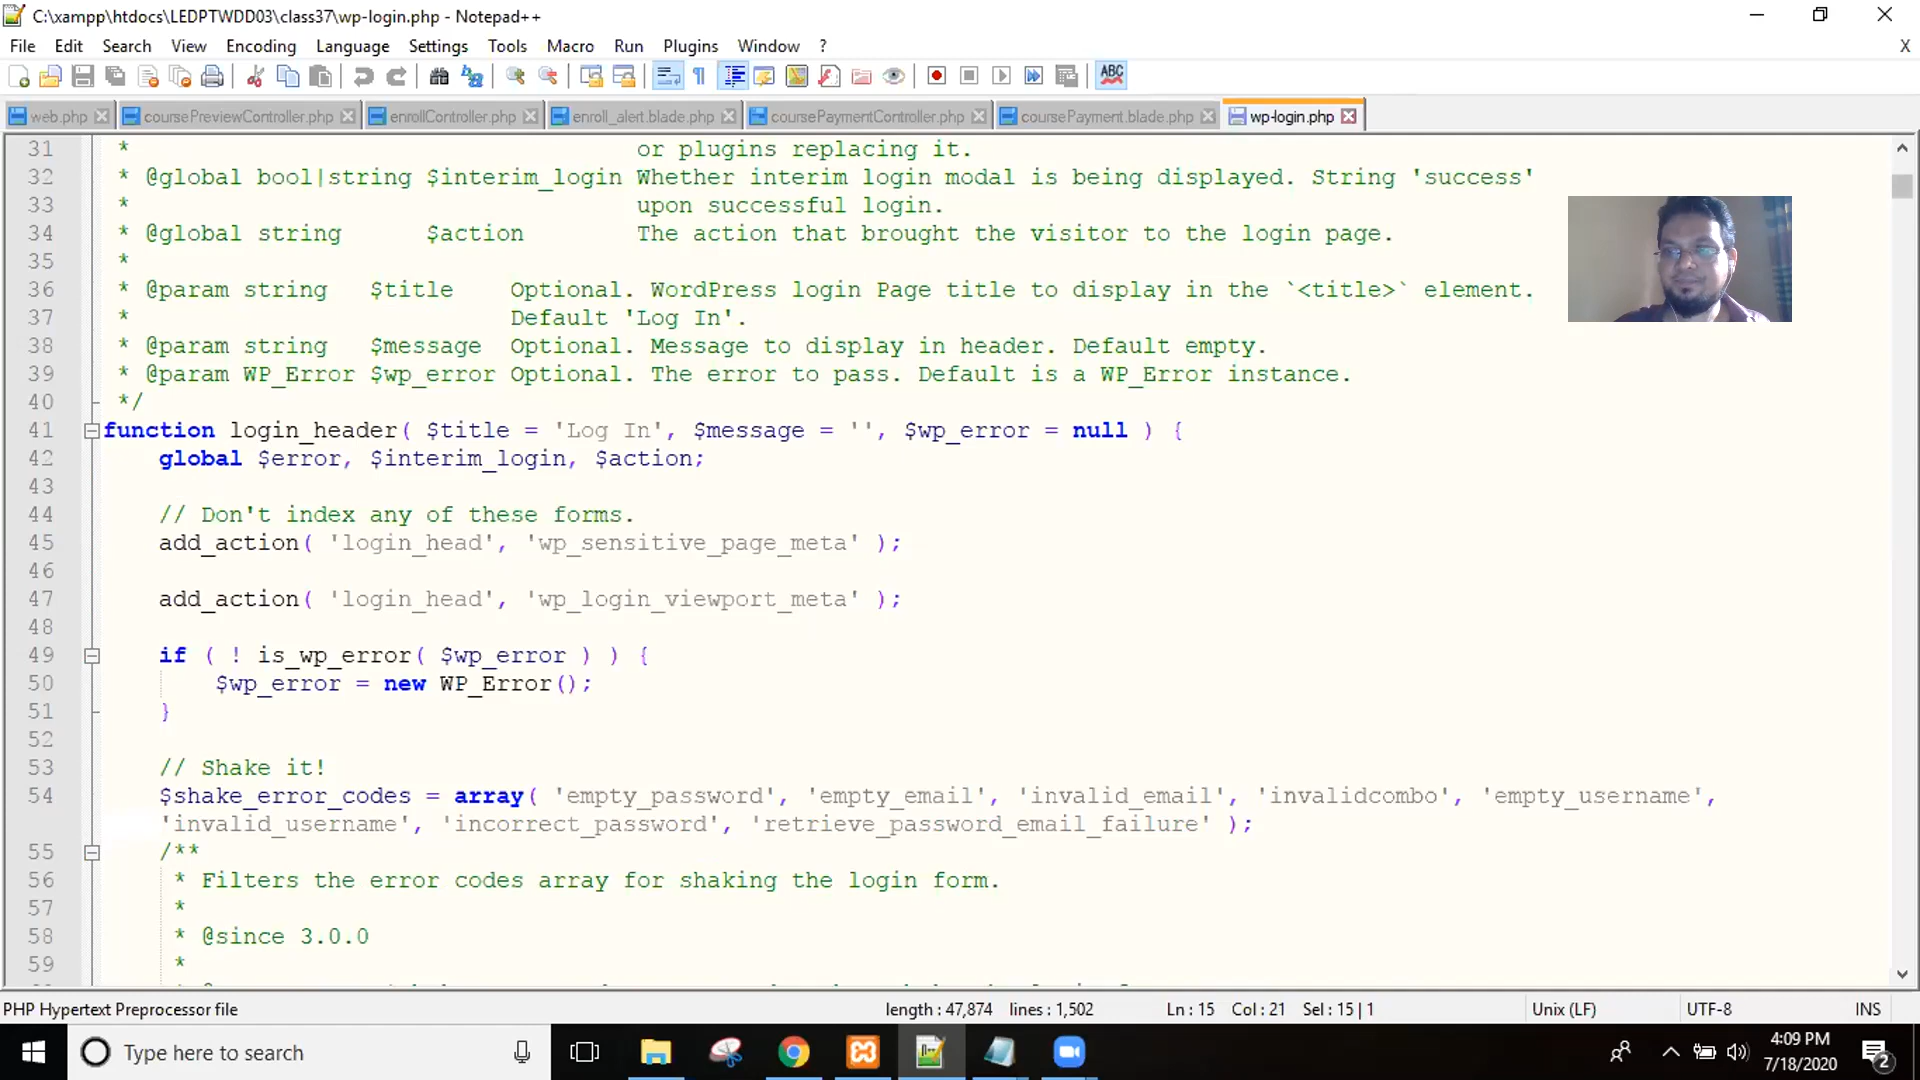 C:\xampp\htdocs\LEDPTWDD03\class37\wp-login.php - Notepad++
File Edit Search View Encoding Language Settings Tools Macro Run Plugins Window ? X
web.php coursePreviewController.php enrollController.php enroll_alert.blade.php coursePaymentController.php coursePayment.blade.php wp-login.php
31 * or plugins replacing it.
32 * @global bool|string $interim_login Whether interim login modal is being displayed. String 'success'
33 * upon successful login.
34 * @global string $action The action that brought the visitor to the login page.
35 *
36 * @param string $title Optional. WordPress login Page title to display in the `<title>` element.
37 * Default 'Log In'.
38 * @param string $message Optional. Message to display in header. Default empty.
39 * @param WP_Error $wp_error Optional. The error to pass. Default is a WP_Error instance.
40 */
41 function login_header( $title = 'Log In', $message = '', $wp_error = null ) {
42 global $error, $interim_login, $action;
43
44 // Don't index any of these forms.
45 add_action( 'login_head', 'wp_sensitive_page_meta' );
46
47 add_action( 'login_head', 'wp_login_viewport_meta' );
48
49 if ( ! is_wp_error( $wp_error ) ) {
50 $wp_error = new WP_Error();
51 }
52
53 // Shake it!
54 $shake_error_codes = array( 'empty_password', 'empty_email', 'invalid_email', 'invalidcombo', 'empty_username',
'invalid_username', 'incorrect_password', 'retrieve_password_email_failure' );
55 /**
56 * Filters the error codes array for shaking the login form.
57 *
58 * @since 3.0.0
59 *
PHP Hypertext Preprocessor file length : 47,874 lines : 1,502 Ln : 15 Col : 21 Sel : 15 | 1 Unix (LF) UTF-8 INS
Type here to search
4:09 PM
7/18/2020
2